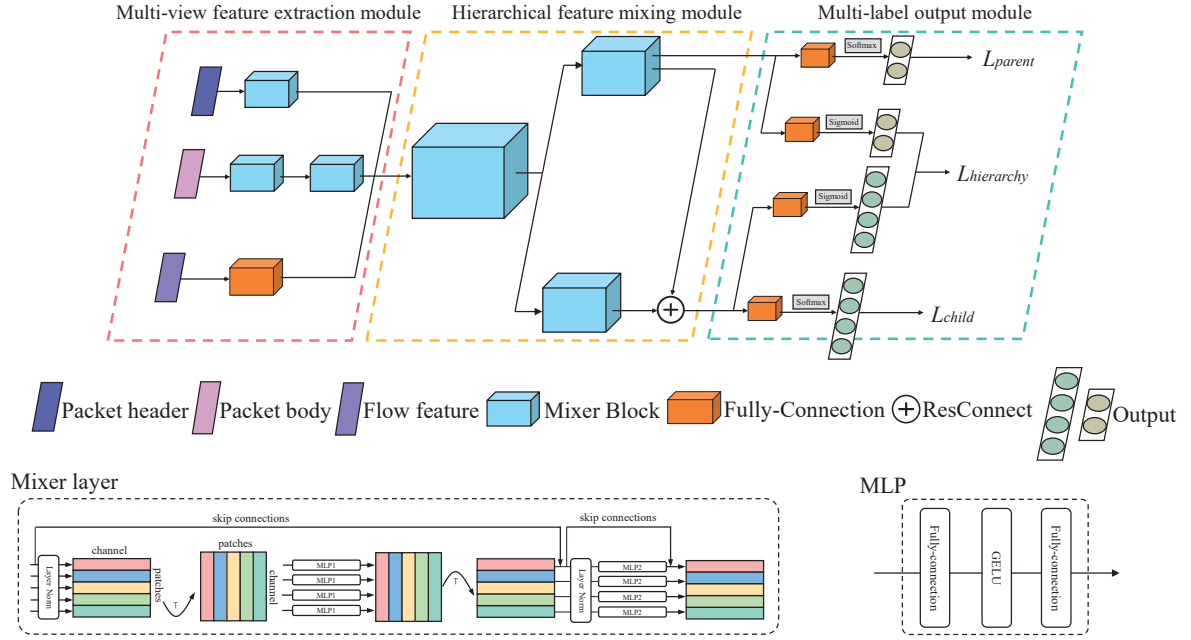 Multi-view feature extraction module
Hierarchical feature mixing module
Multi-label output module
Softmax
L_parent
Sigmoid
L_hierarchy
Sigmoid
Softmax
L_child
Packet header
Packet body
Flow feature
Mixer Block
Fully-Connection
ResConnect
Output
Mixer layer
MLP
skip connections
skip connections
channel
patches
Layer Norm
patches
T
channel
MLP1
MLP1
MLP1
MLP1
T
Layer Norm
MLP2
MLP2
MLP2
MLP2
Fully-connection
GELU
Fully-connection